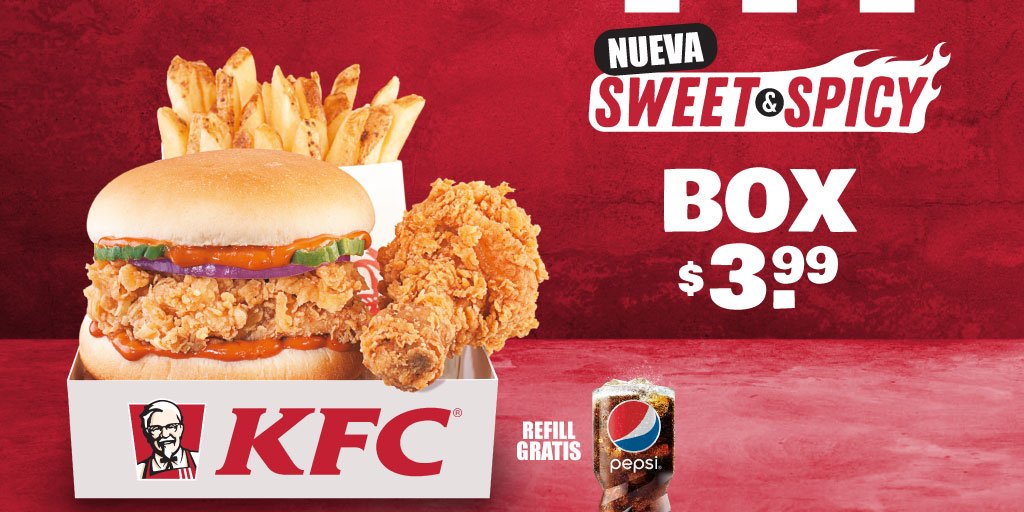 NUEVA
SWEET & SPICY
BOX
$3.99
KFC®
REFILL
GRATIS
pepsi